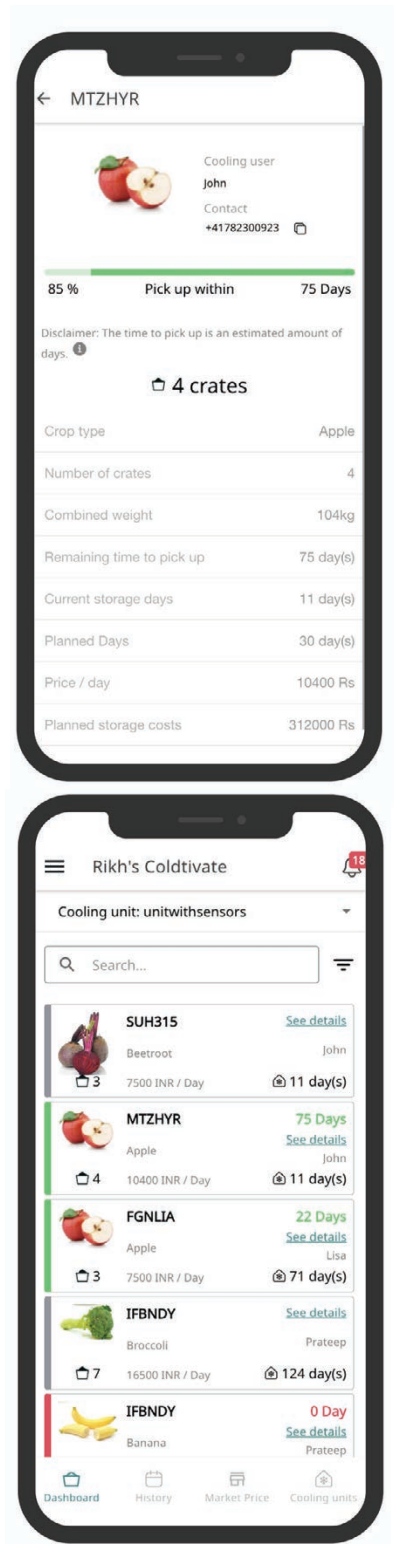 ← MTZHYR
Cooling user
John
Contact
+41782300923
85 % Pick up within 75 Days
Disclaimer: The time to pick up is an estimated amount of
days.
4 crates
Crop type Apple
Number of crates 4
Combined weight 104kg
Remaining time to pick up 75 day(s)
Current storage days 11 day(s)
Planned Days 30 day(s)
Price / day 10400 Rs
Planned storage costs 312000 Rs
Rikh's Coldtivate 18
Cooling unit: unitwithsensors
Search...
SUH315 See details
Beetroot John
3 7500 INR / Day 11 day(s)
MTZHYR 75 Days
See details
Apple John
4 10400 INR / Day 11 day(s)
FGNLIA 22 Days
See details
Apple Lisa
3 7500 INR / Day 71 day(s)
IFBNDY See details
Broccoli Prateep
7 16500 INR / Day 124 day(s)
IFBNDY 0 Day
See details
Banana Prateep
Dashboard History Market Price Cooling units